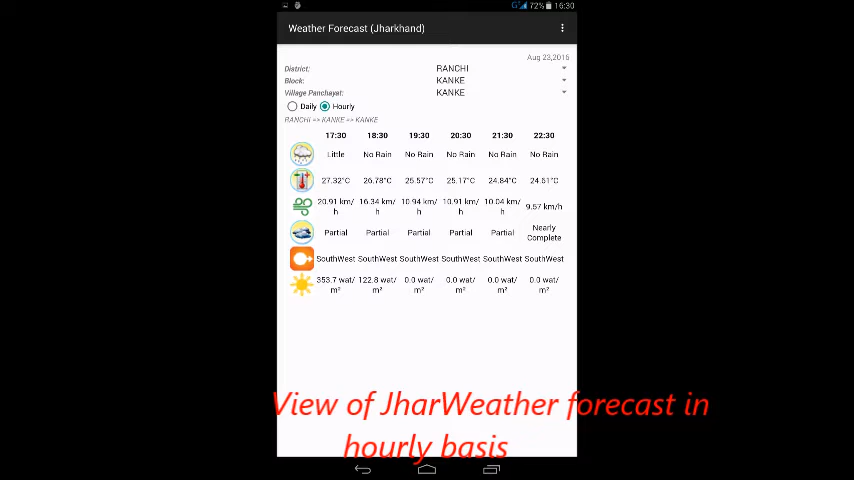 G 72% 16:30
Weather Forecast (Jharkhand)
Aug 23,2016
District: RANCHI
Block: KANKE
Village Panchayat: KANKE
Daily Hourly
RANCHI => KANKE => KANKE
17:30 18:30 19:30 20:30 21:30 22:30
Little No Rain No Rain No Rain No Rain No Rain
27.32°C 26.78°C 25.57°C 25.17°C 24.84°C 24.61°C
20.91 km/h 16.34 km/h 10.94 km/h 10.91 km/h 10.04 km/h 9.57 km/h
Partial Partial Partial Partial Partial Nearly Complete
SouthWest SouthWest SouthWest SouthWest SouthWest SouthWest
353.7 wat/m² 122.8 wat/m² 0.0 wat/m² 0.0 wat/m² 0.0 wat/m² 0.0 wat/m²
View of JharWeather forecast in
hourly basis